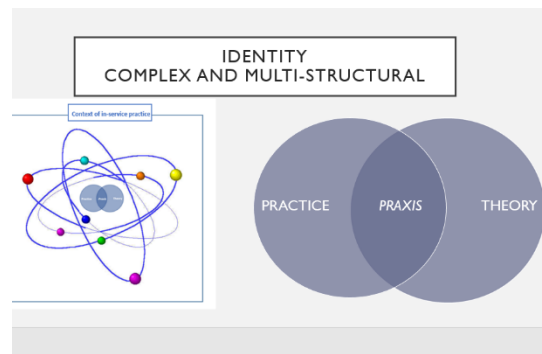 IDENTITY
COMPLEX AND MULTI-STRUCTURAL
Context of in-service practice
PRACTICE
PRAXIS
THEORY